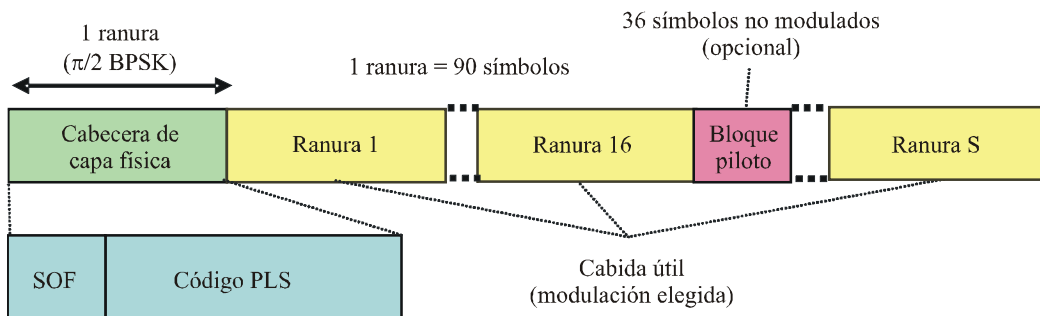 36 símbolos no modulados
(opcional)
1 ranura
(π/2 BPSK)
1 ranura = 90 símbolos
Cabecera de
capa física
Ranura 1
Ranura 16
Bloque
piloto
Ranura S
SOF
Código PLS
Cabida útil
(modulación elegida)